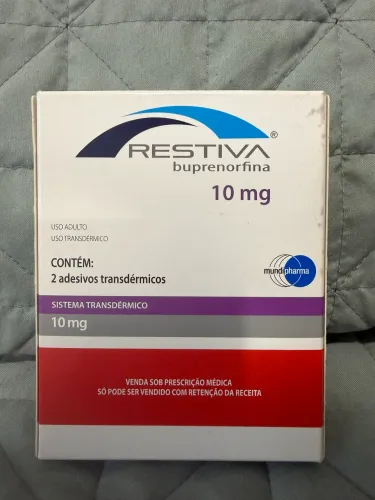 RESTIVA®
buprenorfina
10 mg
USO ADULTO
USO TRANSDÉRMICO
CONTÉM:
2 adesivos transdérmicos
mundipharma
SISTEMA TRANSDÉRMICO
10 mg
VENDA SOB PRESCRIÇÃO MÉDICA
SÓ PODE SER VENDIDO COM RETENÇÃO DA RECEITA